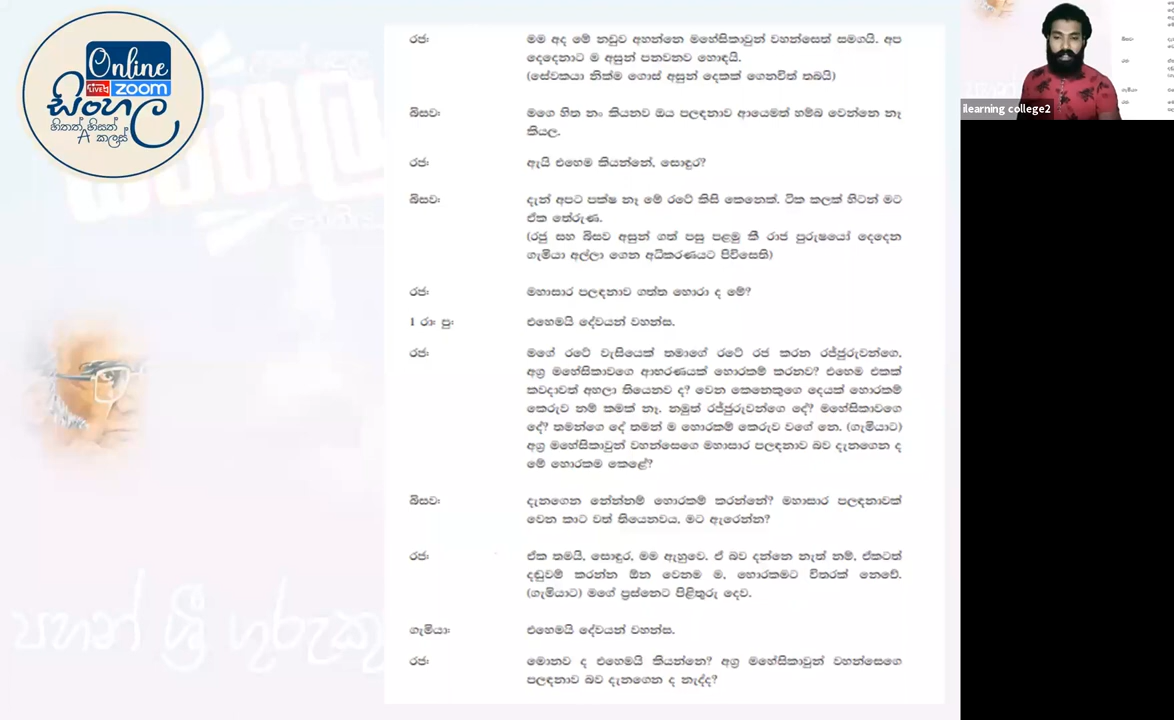 Online
LIVE
zoom
සිංහල
හිතත් හිසත්
A කලස්
රජ: මම අද මේ නඩුව අහන්නෙ මහේසිකාවුන් වහන්සෙත් සමගයි. අප
දෙදෙනාට ම අසුන් පනවනව හොඳයි.
(සේවකයා නික්ම ගොස් අසුන් දෙකක් ගෙනවිත් තබයි)
බිසව: මගෙ හිත නං කියනව ඔය පලඳනාව ආයෙමත් හම්බ වෙන්නෙ නෑ
කියල.
රජ: ඇයි එහෙම කියන්නේ, සොඳුර?
බිසව: දැන් අපට පක්ෂ නෑ මේ රටේ කිසි කෙනෙක්. ටික කලක් හිටන් මට
ඒක තේරුණ.
(රජු සහ බිසව අසුන් ගත් පසු පළමු කී රාජ පුරුෂයෝ දෙදෙන
ගැමියා අල්ලා ගෙන අධිකරණයට පිවිසෙති)
රජ: මහාසාර පලඳනාව ගත්ත හොරා ද මේ?
1 රා: පු: එහෙමයි දේවයන් වහන්ස.
රජ: මගේ රටේ වැසියෙක් තමාගේ රටේ රජ කරන රජ්ජුරුවන්ගෙ,
අග්‍ර මහේසිකාවගෙ ආභරණයක් හොරකම් කරනව? එහෙම එකක්
කවදාවත් අහලා තියෙනව ද? වෙන කෙනෙකුගෙ දෙයක් හොරකම්
කෙරුව නම් කමක් නෑ. නමුත් රජ්ජුරුවන්ගෙ දේ? මහේසිකාවගෙ
දේ? තමන්ගෙ දේ තමන් ම හොරකම් කෙරුව වගේ නෙ. (ගැමියාට)
අග්‍ර මහේසිකාවුන් වහන්සෙගෙ මහාසාර පලඳනාව බව දැනගෙන ද
මේ හොරකම කෙළේ?
බිසව: දැනගෙන නේන්නම් හොරකම් කරන්නේ? මහාසාර පලඳනාවක්
වෙන කාට වත් තියෙනවය, මට ඇරෙන්න?
රජ: ඒක තමයි, සොඳුර, මම ඇහුවෙ. ඒ බව දන්නෙ නැත් නම්, ඒකටත්
දඬුවම් කරන්න ඕන වෙනම ම, හොරකමට විතරක් නෙවේ.
(ගැමියාට) මගේ ප්‍රස්නෙට පිළිතුරු දෙව.
ගැමියා: එහෙමයි දේවයන් වහන්ස.
රජ: මොනව ද එහෙමයි කියන්නෙ? අග්‍ර මහේසිකාවුන් වහන්සෙගෙ
පලඳනාව බව දැනගෙන ද නැද්ද?
ilearning college2